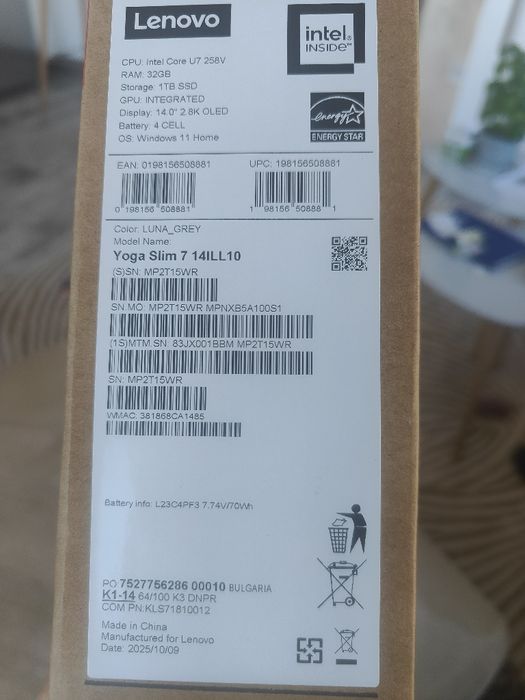 Lenovo
intel.
INSIDE™
CPU: Intel Core U7 258V
RAM: 32GB
Storage: 1TB SSD
GPU: INTEGRATED
Display: 14.0" 2.8K OLED
Battery: 4 CELL
OS: Windows 11 Home
energy
ENERGY STAR
EAN: 0198156508881
UPC: 198156508881
0 198156 508881
1 98156 50888 1
Color: LUNA_GREY
Model Name:
Yoga Slim 7 14ILL10
(S)SN: MP2T15WR
SN MO: MP2T15WR MPNXB5A100S1
(1S)MTM SN: 83JX001BBM MP2T15WR
SN: MP2T15WR
WMAC: 381868CA1485
Battery info: L23C4PF3 7.74V/70Wh
PO 7527756286 00010 BULGARIA
K1-14 64/100 K3 DNPR
COM PN:KLS71810012
Made in China
Manufactured for Lenovo
Date: 2025/10/09